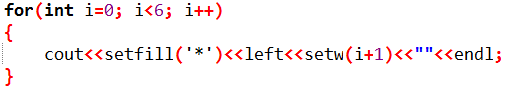 for(int i=0; i<6; i++)
{
    cout<<setfill('*')<<left<<setw(i+1)<<""<<endl;
}